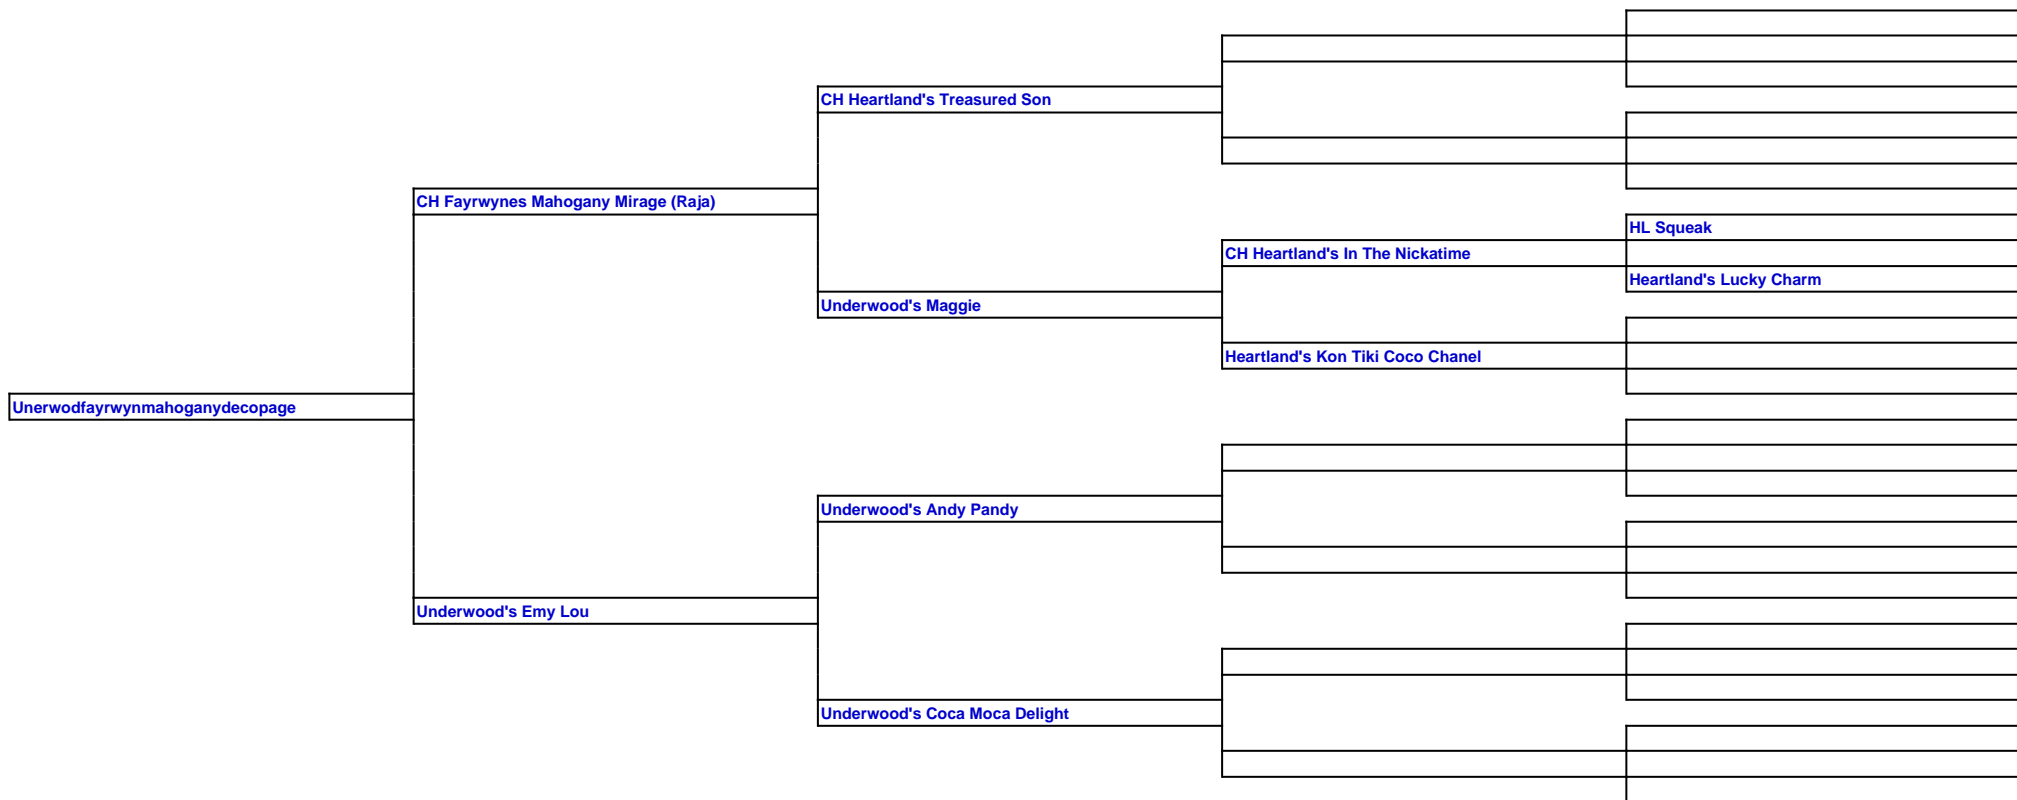 CH Heartland's Treasured Son
CH Fayrwynes Mahogany Mirage (Raja)
HL Squeak
CH Heartland's In The Nickatime
Heartland's Lucky Charm
Underwood's Maggie
Heartland's Kon Tiki Coco Chanel
Unerwodfayrwynmahoganydecopage
Underwood's Andy Pandy
Underwood's Emy Lou
Underwood's Coca Moca Delight